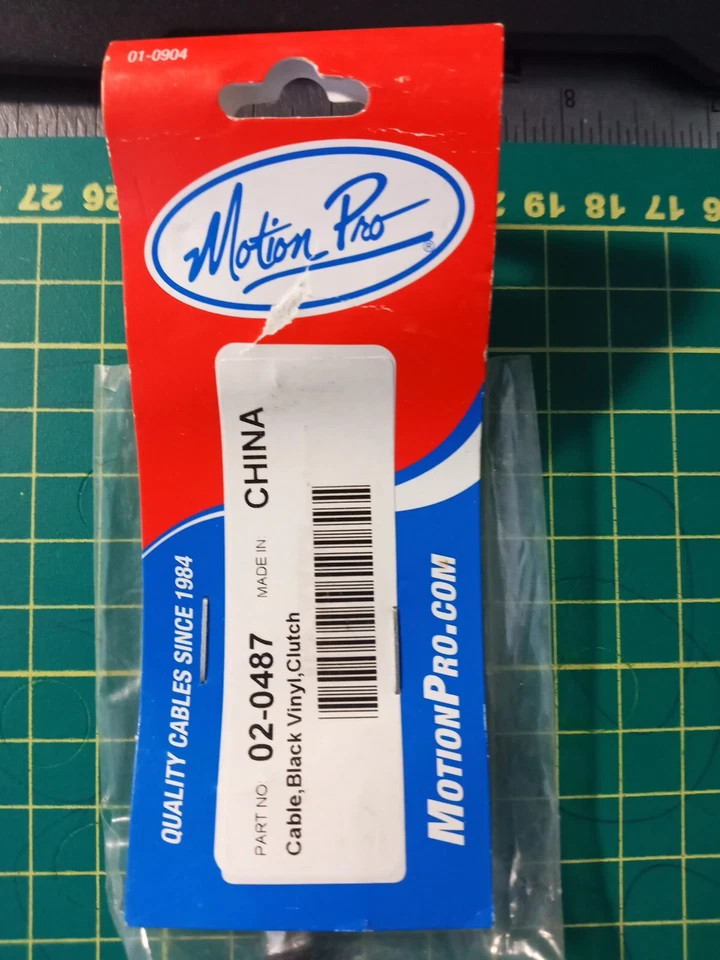 01-0904
Motion Pro®
QUALITY CABLES SINCE 1984
PART NO: 02-0487 MADE IN CHINA
Cable,Black Vinyl,Clutch
MOTIONPRO.COM
8
27 26
19 18 17 16